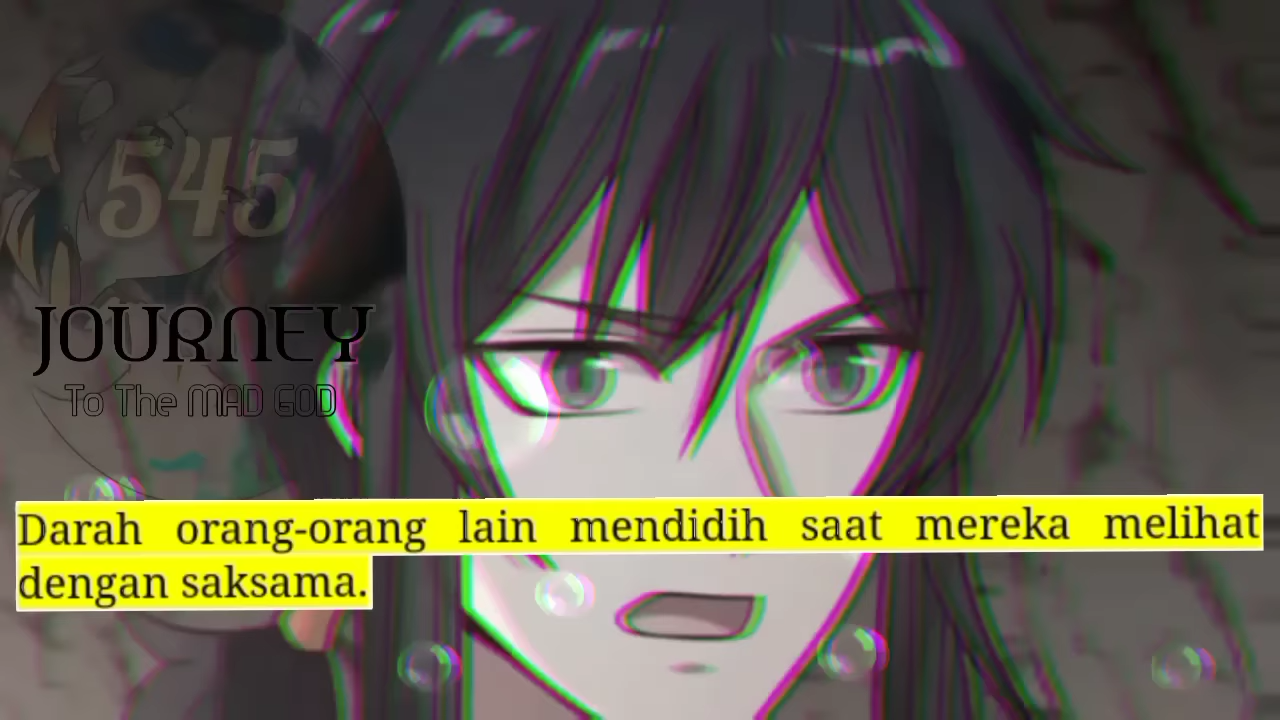 545
JOURNEY
To The MAD GOD
Darah orang-orang lain mendidih saat mereka melihat
dengan saksama.